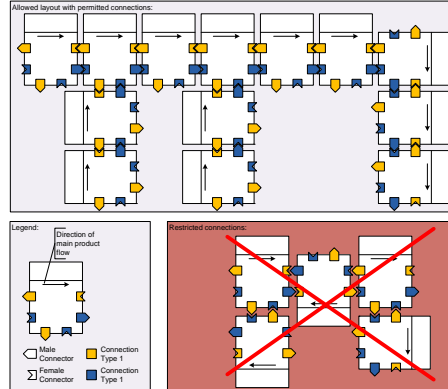 Allowed layout with permitted connections:
Legend:
Direction of
main product
flow
Male
Connector
Connection
Type 1
Female
Connector
Connection
Type 1
Restricted connections: